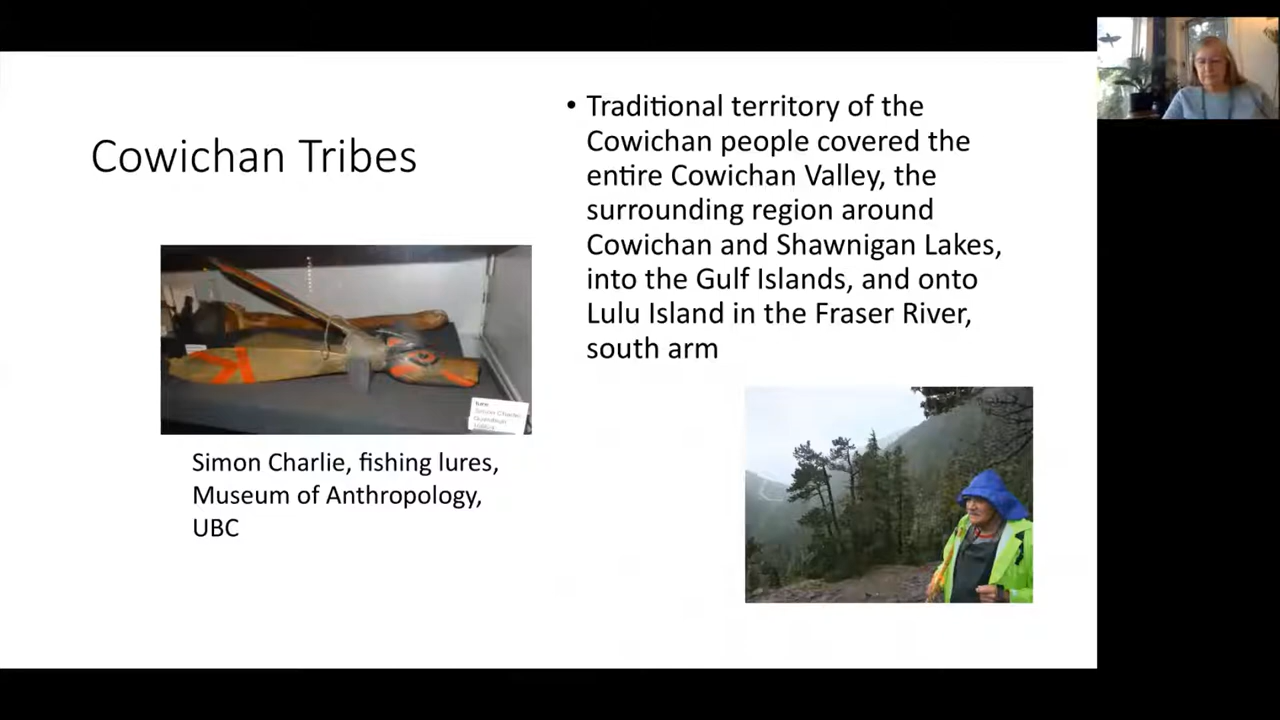 Cowichan Tribes
• Traditional territory of the
Cowichan people covered the
entire Cowichan Valley, the
surrounding region around
Cowichan and Shawnigan Lakes,
into the Gulf Islands, and onto
Lulu Island in the Fraser River,
south arm
Simon Charlie, fishing lures,
Museum of Anthropology,
UBC